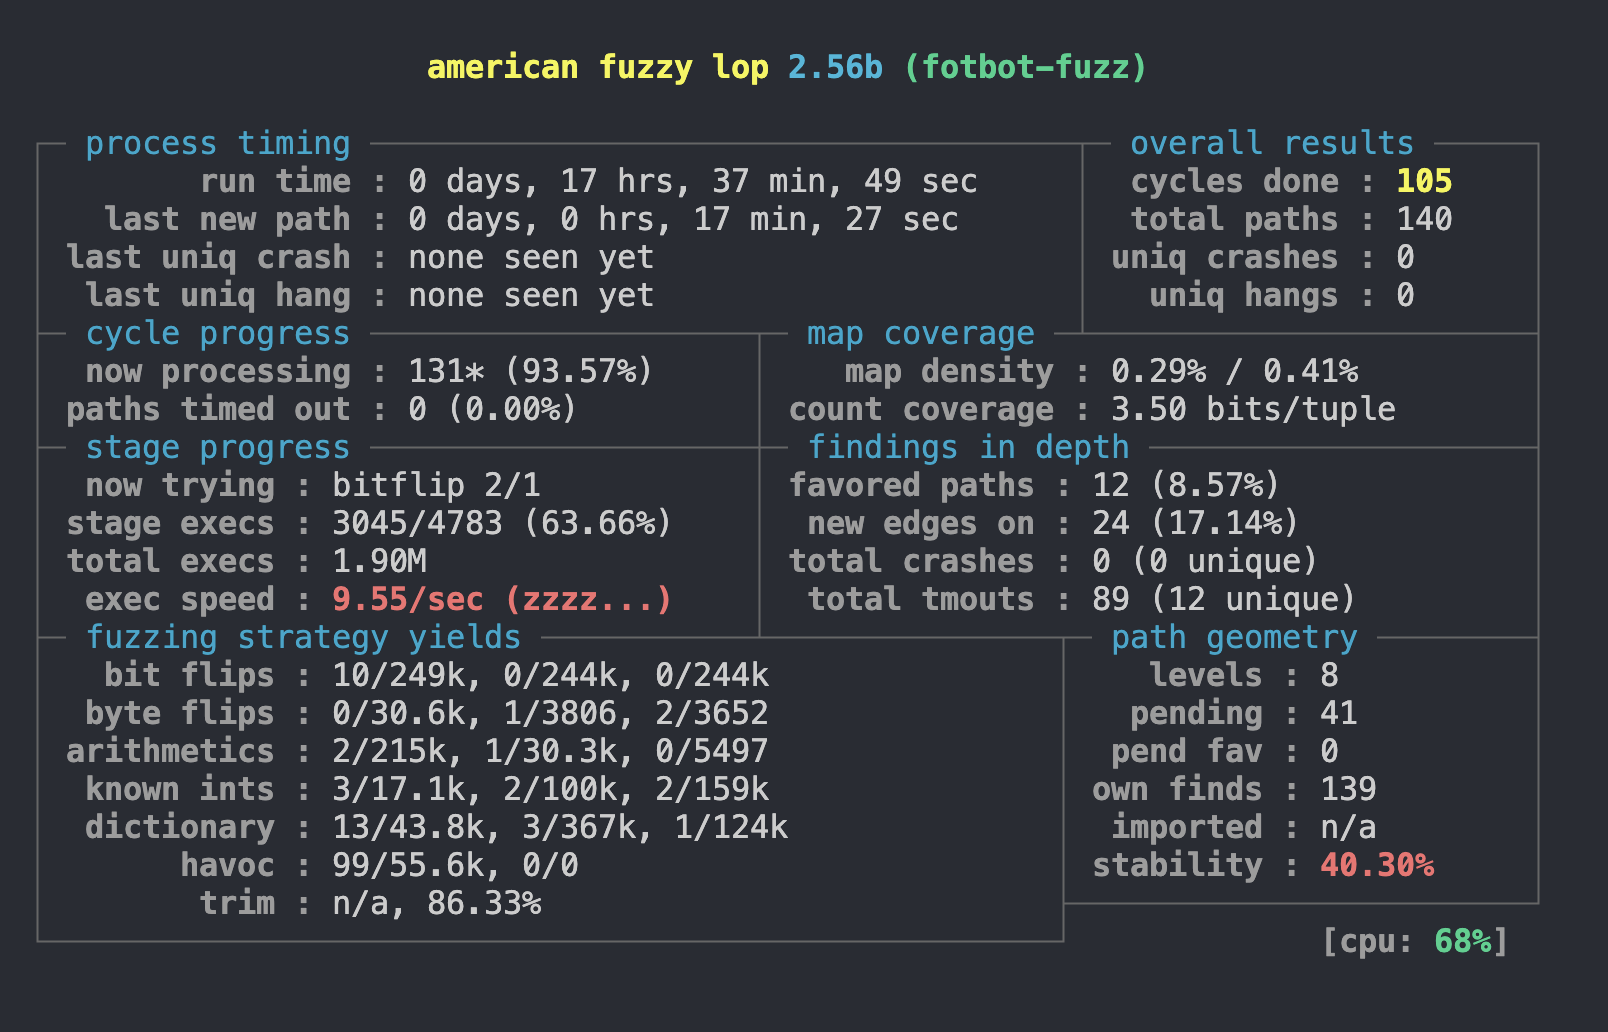 american fuzzy lop 2.56b (fotbot-fuzz)
process timing
run time : 0 days, 17 hrs, 37 min, 49 sec
last new path : 0 days, 0 hrs, 17 min, 27 sec
last uniq crash : none seen yet
last uniq hang : none seen yet
overall results
cycles done : 105
total paths : 140
uniq crashes : 0
uniq hangs : 0
cycle progress
now processing : 131* (93.57%)
paths timed out : 0 (0.00%)
map coverage
map density : 0.29% / 0.41%
count coverage : 3.50 bits/tuple
stage progress
now trying : bitflip 2/1
stage execs : 3045/4783 (63.66%)
total execs : 1.90M
exec speed : 9.55/sec (zzzz...)
findings in depth
favored paths : 12 (8.57%)
new edges on : 24 (17.14%)
total crashes : 0 (0 unique)
total tmouts : 89 (12 unique)
fuzzing strategy yields
bit flips : 10/249k, 0/244k, 0/244k
byte flips : 0/30.6k, 1/3806, 2/3652
arithmetics : 2/215k, 1/30.3k, 0/5497
known ints : 3/17.1k, 2/100k, 2/159k
dictionary : 13/43.8k, 3/367k, 1/124k
havoc : 99/55.6k, 0/0
trim : n/a, 86.33%
path geometry
levels : 8
pending : 41
pend fav : 0
own finds : 139
imported : n/a
stability : 40.30%
[cpu: 68%]